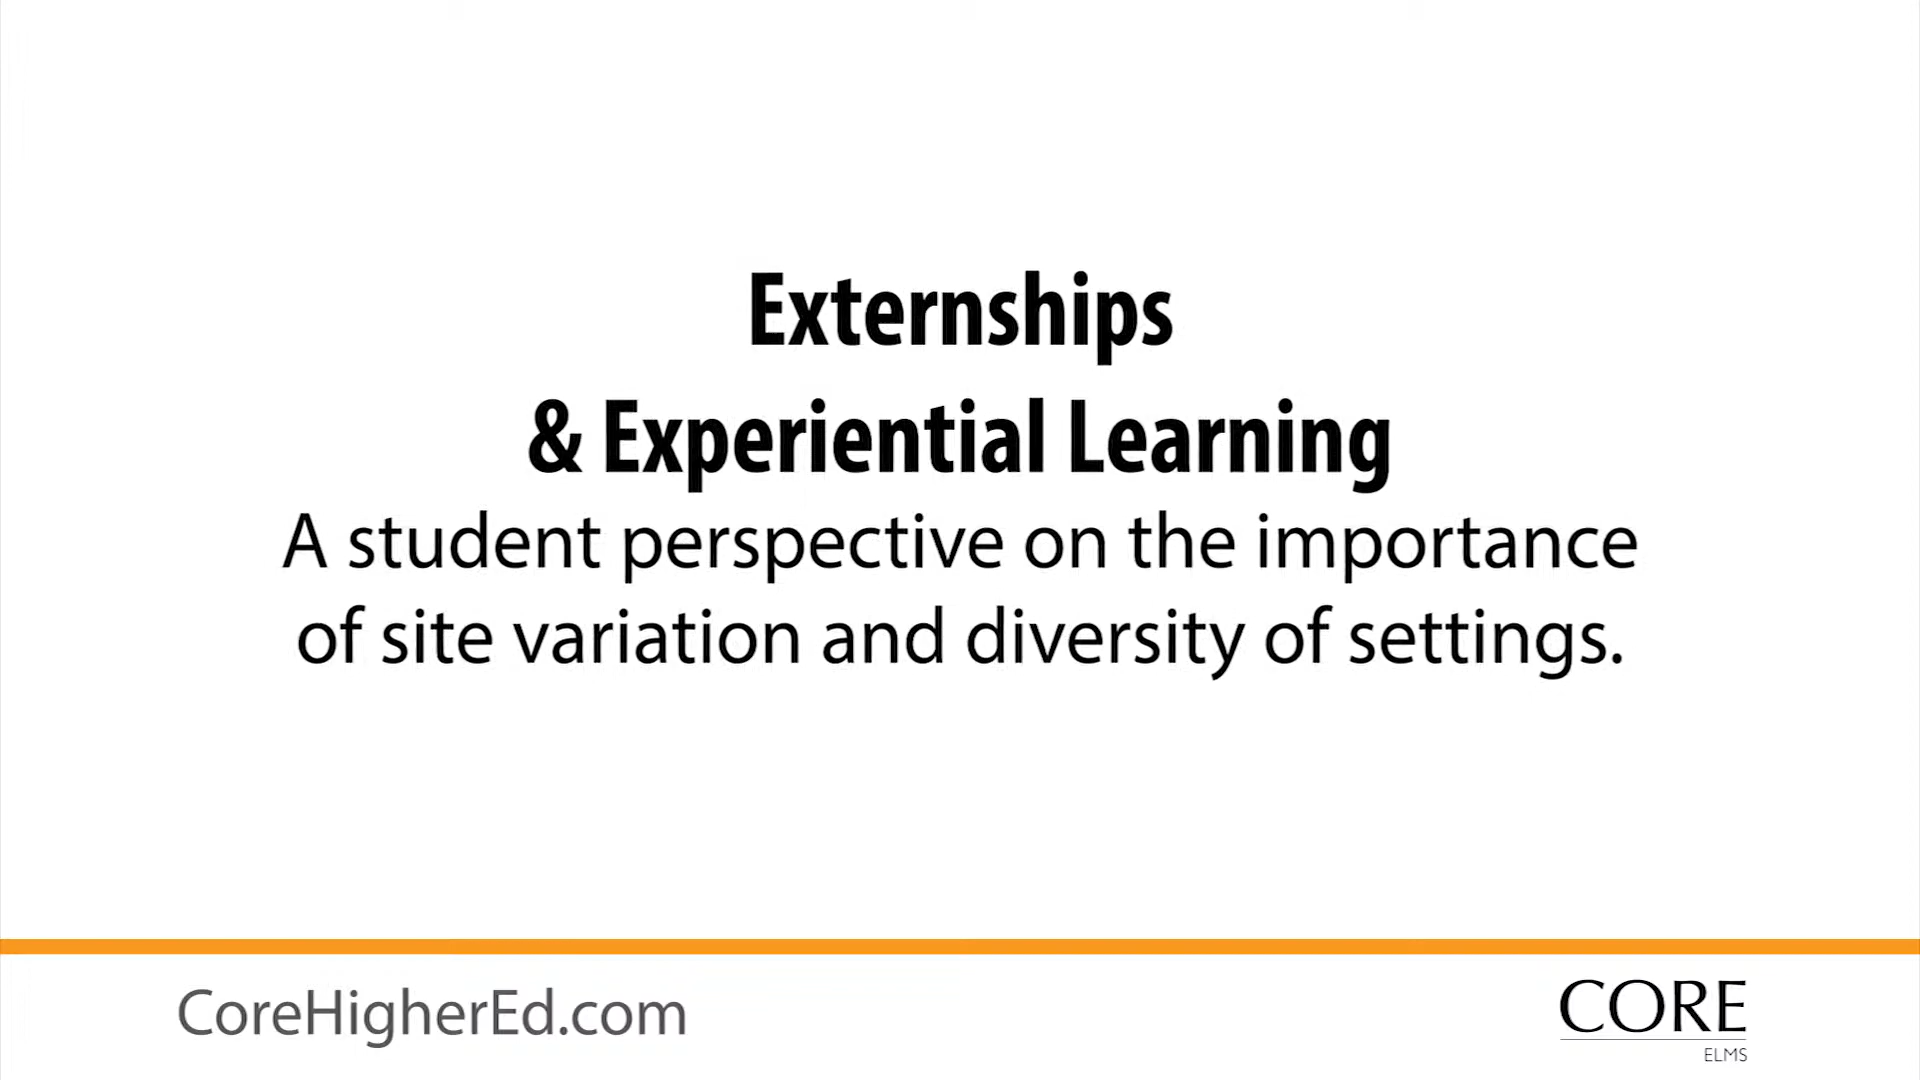 Externships
& Experiential Learning
A student perspective on the importance
of site variation and diversity of settings.
CoreHigherEd.com
CORE
ELMS